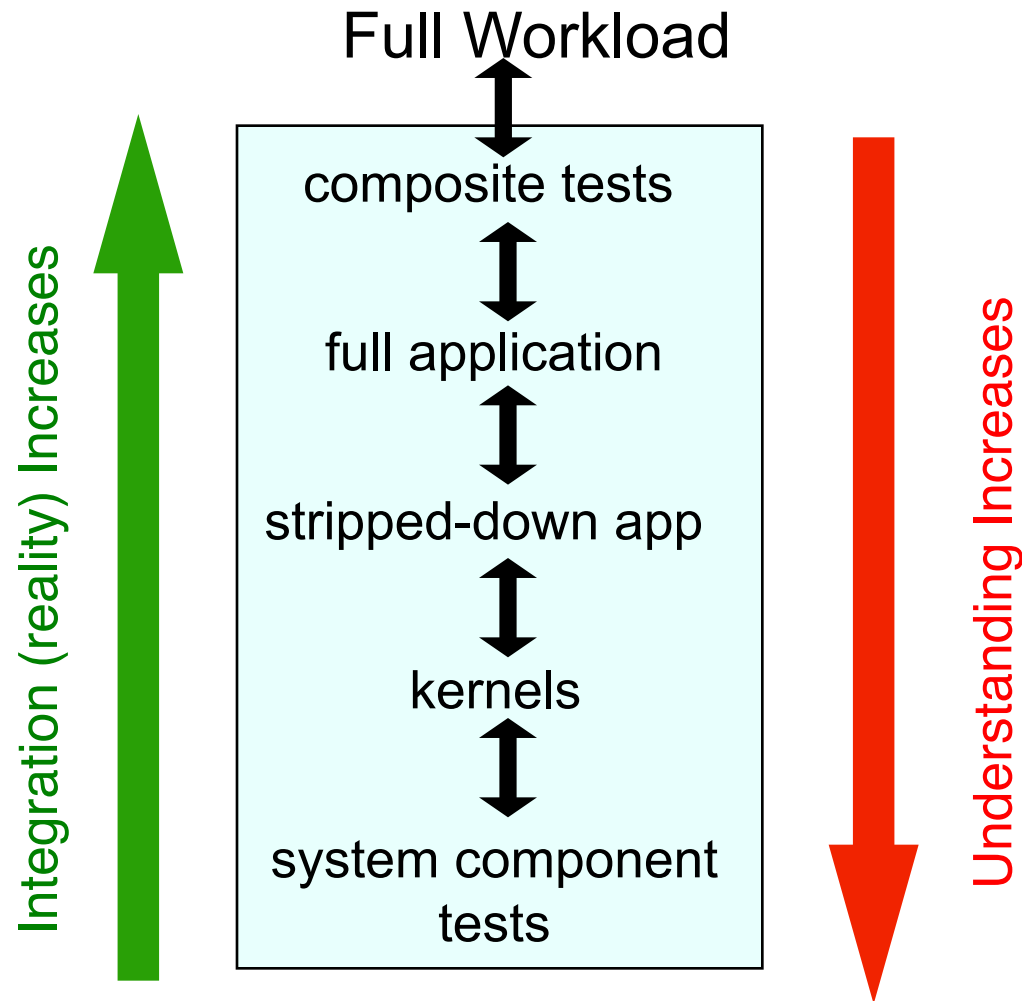 Full Workload
composite tests
full application
stripped-down app
kernels
system component
tests
Integration (reality) Increases
Understanding Increases